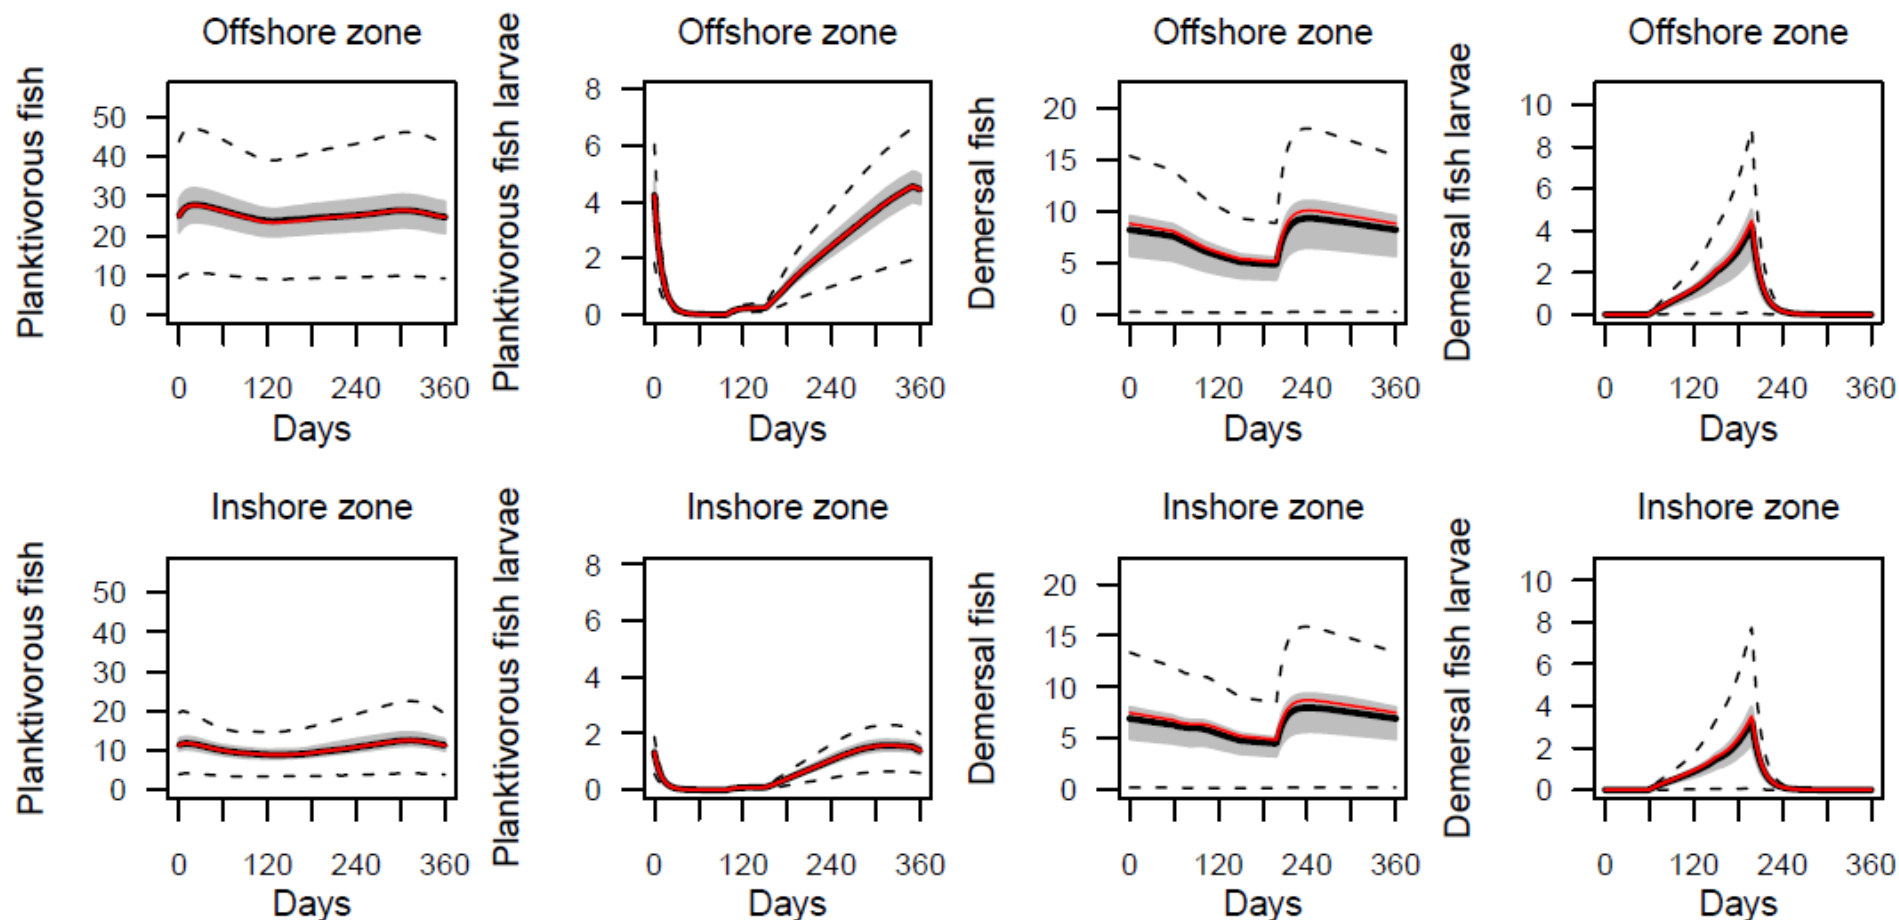 Offshore zone
Planktivorous fish
50
40
30
20
10
0
0 120 240 360
Days
Offshore zone
Planktivorous fish larvae
8
6
4
2
0
0 120 240 360
Days
Offshore zone
Demersal fish
20
15
10
5
0
0 120 240 360
Days
Offshore zone
Demersal fish larvae
10
8
6
4
2
0
0 120 240 360
Days
Inshore zone
Planktivorous fish
50
40
30
20
10
0
0 120 240 360
Days
Inshore zone
Planktivorous fish larvae
8
6
4
2
0
0 120 240 360
Days
Inshore zone
Demersal fish
20
15
10
5
0
0 120 240 360
Days
Inshore zone
Demersal fish larvae
10
8
6
4
2
0
0 120 240 360
Days